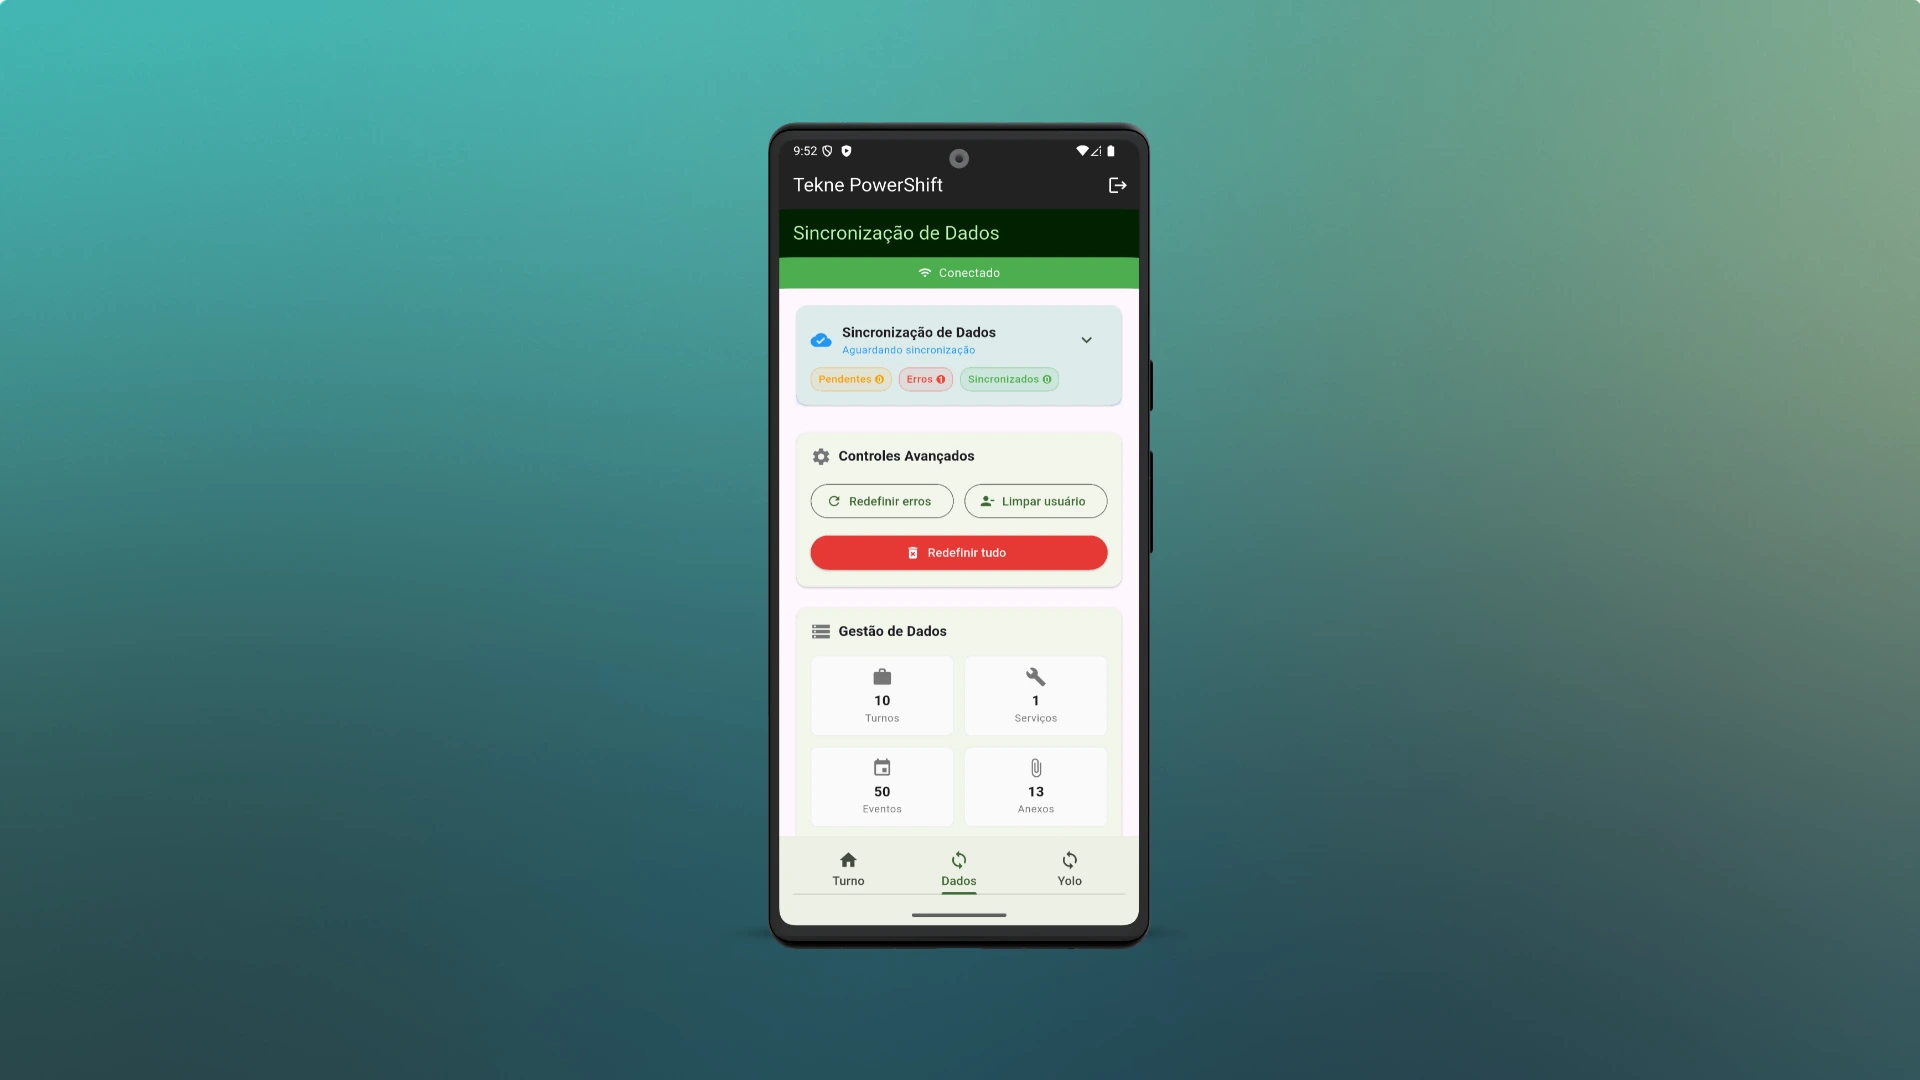 9:52
Tekne PowerShift
Sincronização de Dados
Conectado
Sincronização de Dados
Aguardando sincronização
Pendentes 0 Erros 1 Sincronizados 0
Controles Avançados
Redefinir erros Limpar usuário
Redefinir tudo
Gestão de Dados
10 1
Turnos Serviços
50 13
Eventos Anexos
Turno Dados Yolo